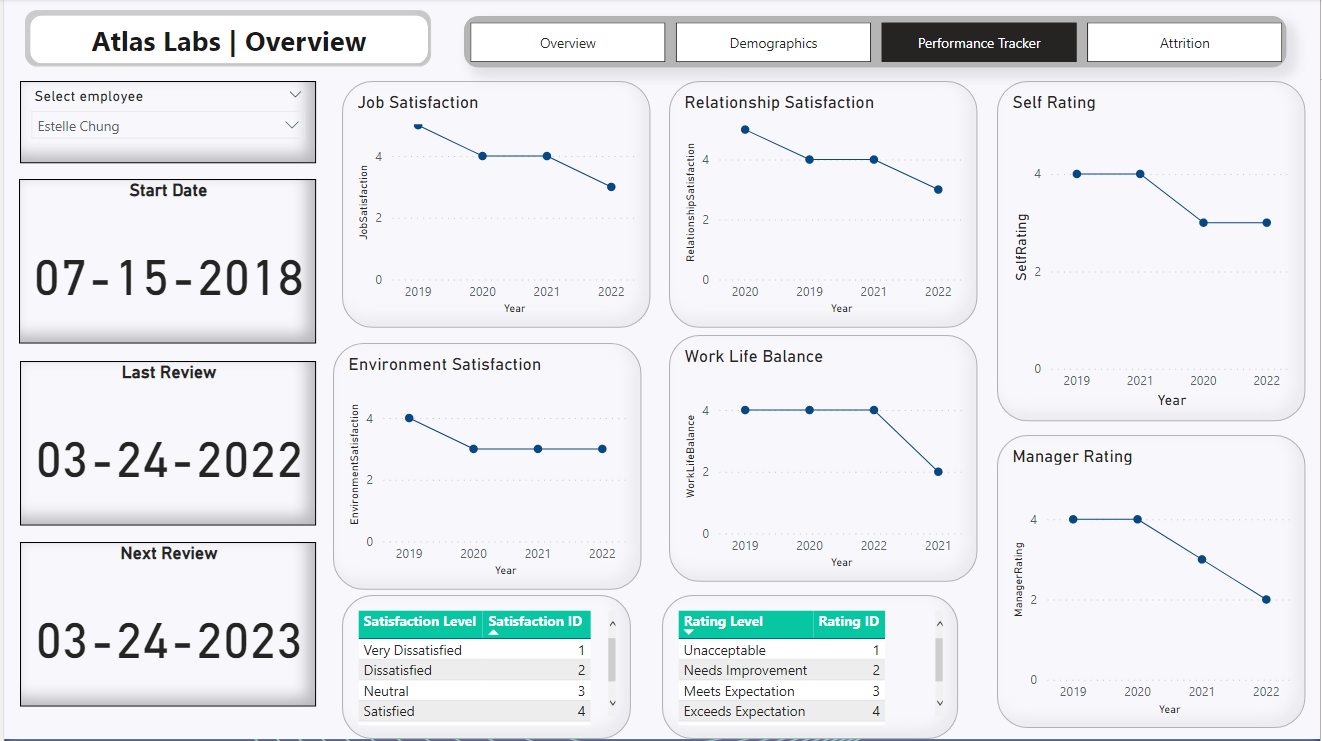 Atlas Labs | Overview
Overview
Demographics
Performance Tracker
Attrition
Select employee
Estelle Chung
Start Date
07-15-2018
Last Review
03-24-2022
Next Review
03-24-2023
Job Satisfaction
JobSatisfaction
4
2
0
2019 2020 2021 2022
Year
Relationship Satisfaction
RelationshipSatisfaction
4
2
0
2020 2019 2021 2022
Year
Self Rating
SelfRating
4
2
0
2019 2021 2020 2022
Year
Environment Satisfaction
EnvironmentSatisfaction
4
2
0
2019 2020 2021 2022
Year
Work Life Balance
WorkLifeBalance
4
2
0
2019 2020 2022 2021
Year
Manager Rating
ManagerRating
4
2
0
2019 2020 2021 2022
Year
Satisfaction Level Satisfaction ID
Very Dissatisfied 1
Dissatisfied 2
Neutral 3
Satisfied 4
Rating Level Rating ID
Unacceptable 1
Needs Improvement 2
Meets Expectation 3
Exceeds Expectation 4